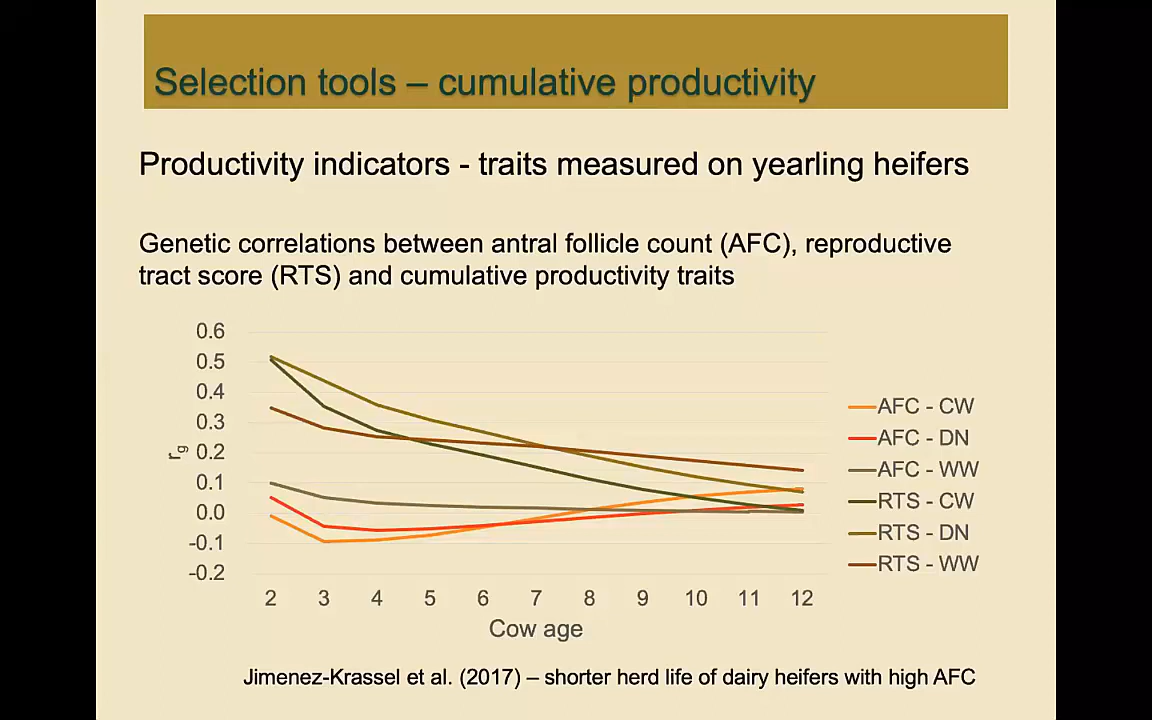 Selection tools – cumulative productivity
Productivity indicators - traits measured on yearling heifers
Genetic correlations between antral follicle count (AFC), reproductive
tract score (RTS) and cumulative productivity traits
0.6
0.5
0.4
0.3
0.2
0.1
0.0
-0.1
-0.2
rg
2 3 4 5 6 7 8 9 10 11 12
Cow age
AFC - CW
AFC - DN
AFC - WW
RTS - CW
RTS - DN
RTS - WW
Jimenez-Krassel et al. (2017) – shorter herd life of dairy heifers with high AFC